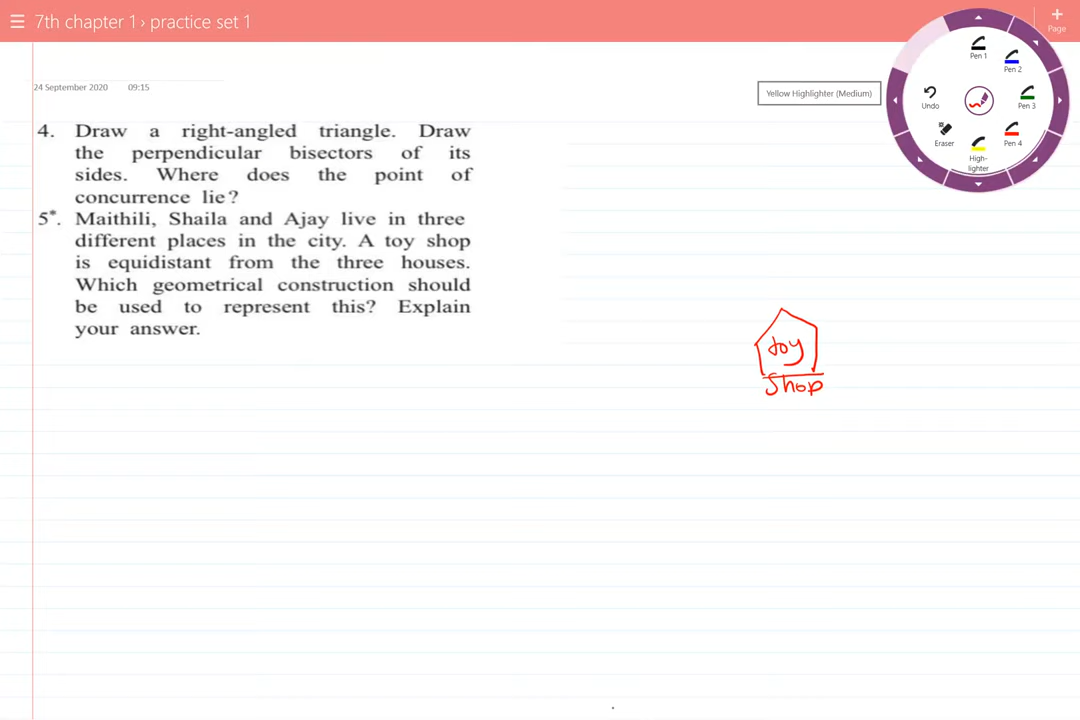 7th chapter 1 › practice set 1
Page
Pen 1
Pen 2
24 September 2020 09:15
Yellow Highlighter (Medium)
Undo
Pen 3
Eraser
Pen 4
High-
lighter
4. Draw a right-angled triangle. Draw
the perpendicular bisectors of its
sides. Where does the point of
concurrence lie?
5*. Maithili, Shaila and Ajay live in three
different places in the city. A toy shop
is equidistant from the three houses.
Which geometrical construction should
be used to represent this? Explain
your answer.
toy
Shop